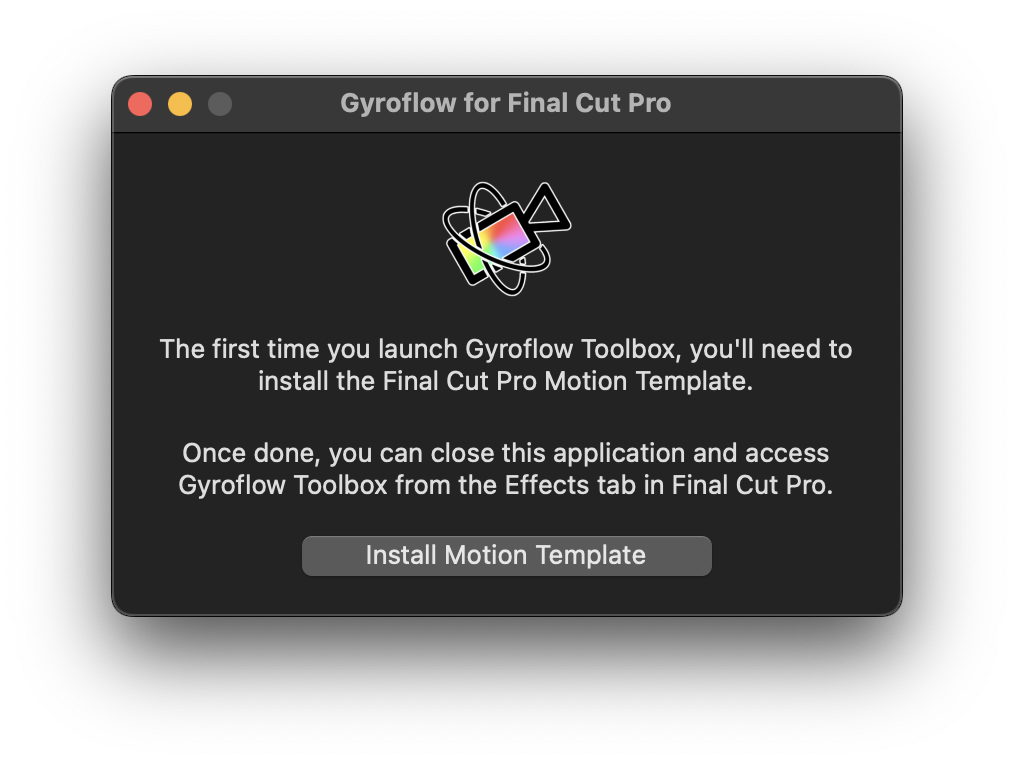 Gyroflow for Final Cut Pro
The first time you launch Gyroflow Toolbox, you'll need to
install the Final Cut Pro Motion Template.
Once done, you can close this application and access
Gyroflow Toolbox from the Effects tab in Final Cut Pro.
Install Motion Template